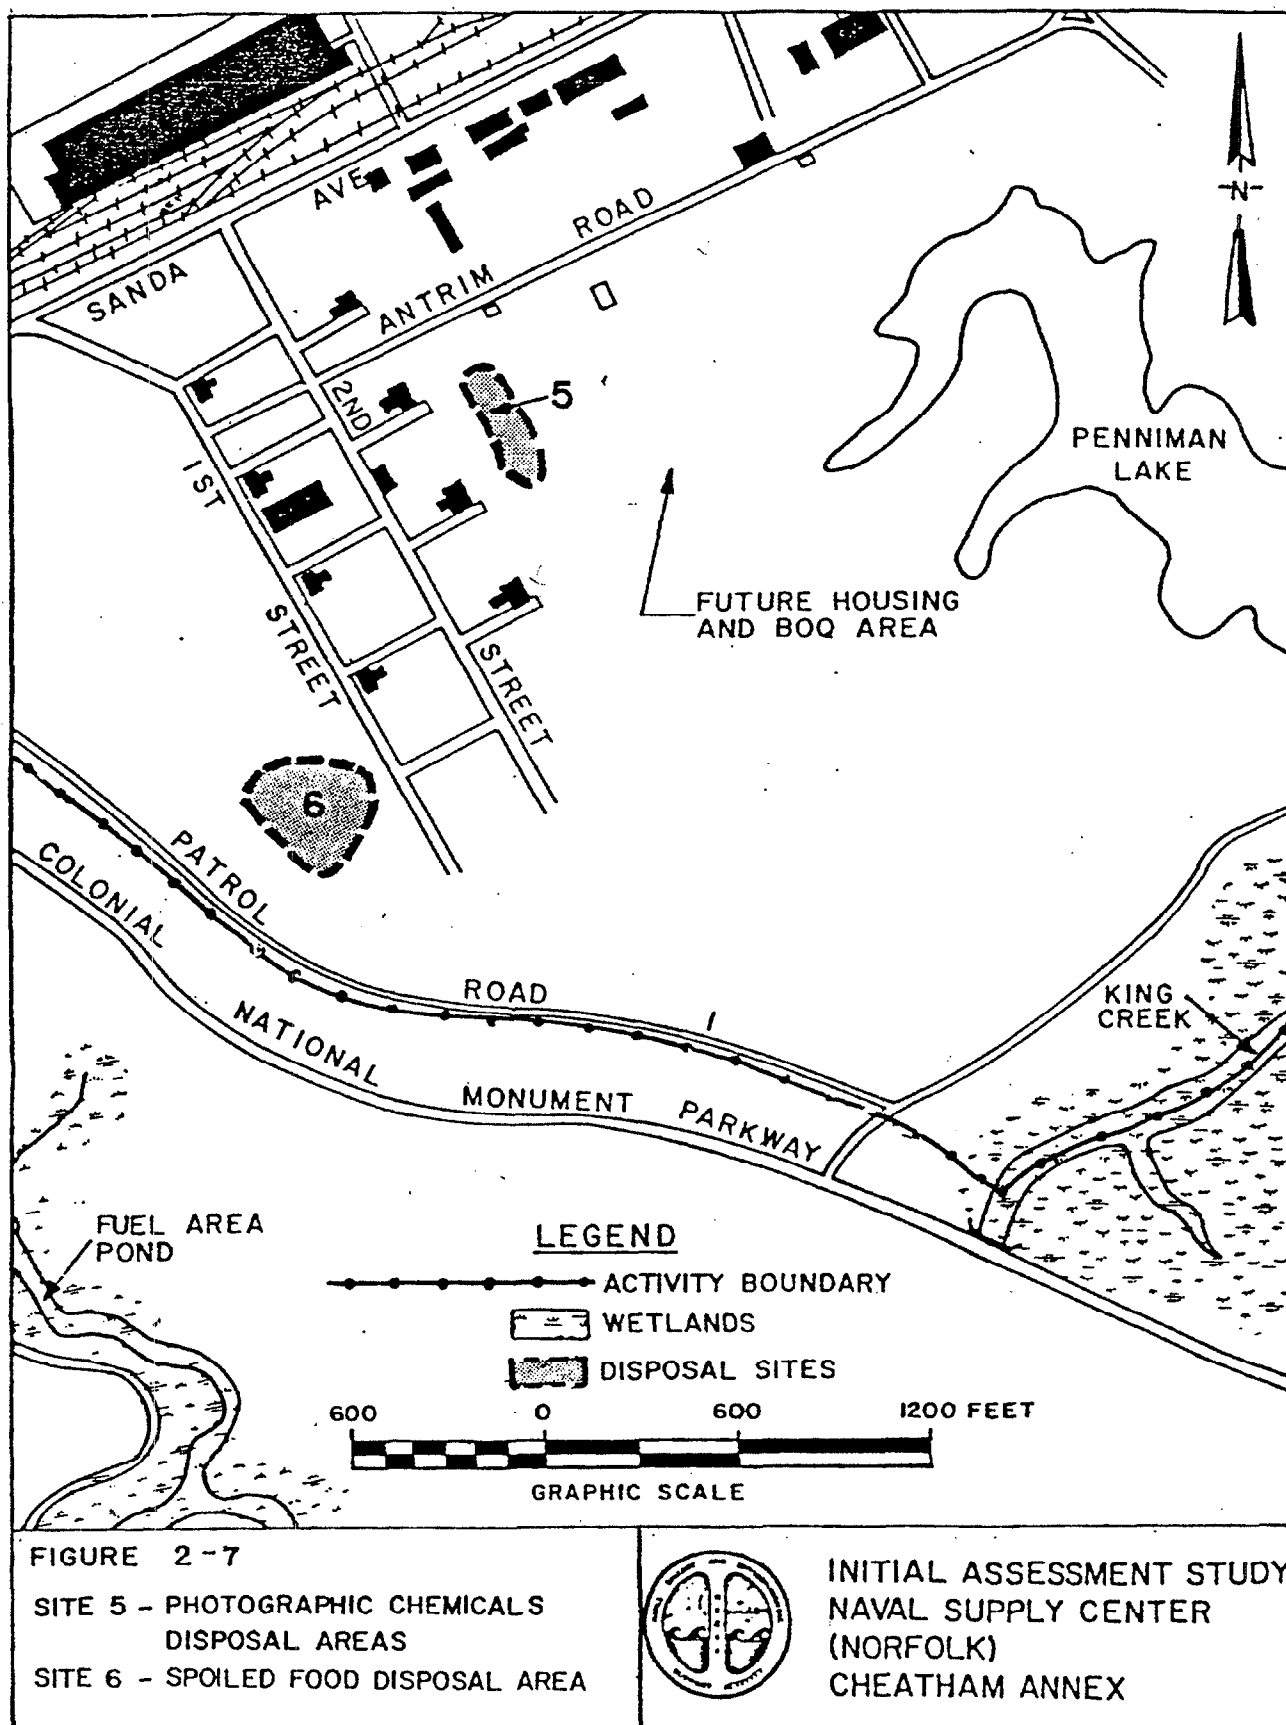 N
SANDA AVE
ANTRIM ROAD
2ND STREET
1ST STREET
5
PENNIMAN
LAKE
FUTURE HOUSING
AND BOQ AREA
6
PATROL ROAD
COLONIAL NATIONAL MONUMENT PARKWAY
KING
CREEK
FUEL AREA
POND
LEGEND
ACTIVITY BOUNDARY
WETLANDS
DISPOSAL SITES
600 0 600 1200 FEET
GRAPHIC SCALE
FIGURE 2-7
SITE 5 - PHOTOGRAPHIC CHEMICALS
DISPOSAL AREAS
SITE 6 - SPOILED FOOD DISPOSAL AREA
INITIAL ASSESSMENT STUDY
NAVAL SUPPLY CENTER
(NORFOLK)
CHEATHAM ANNEX